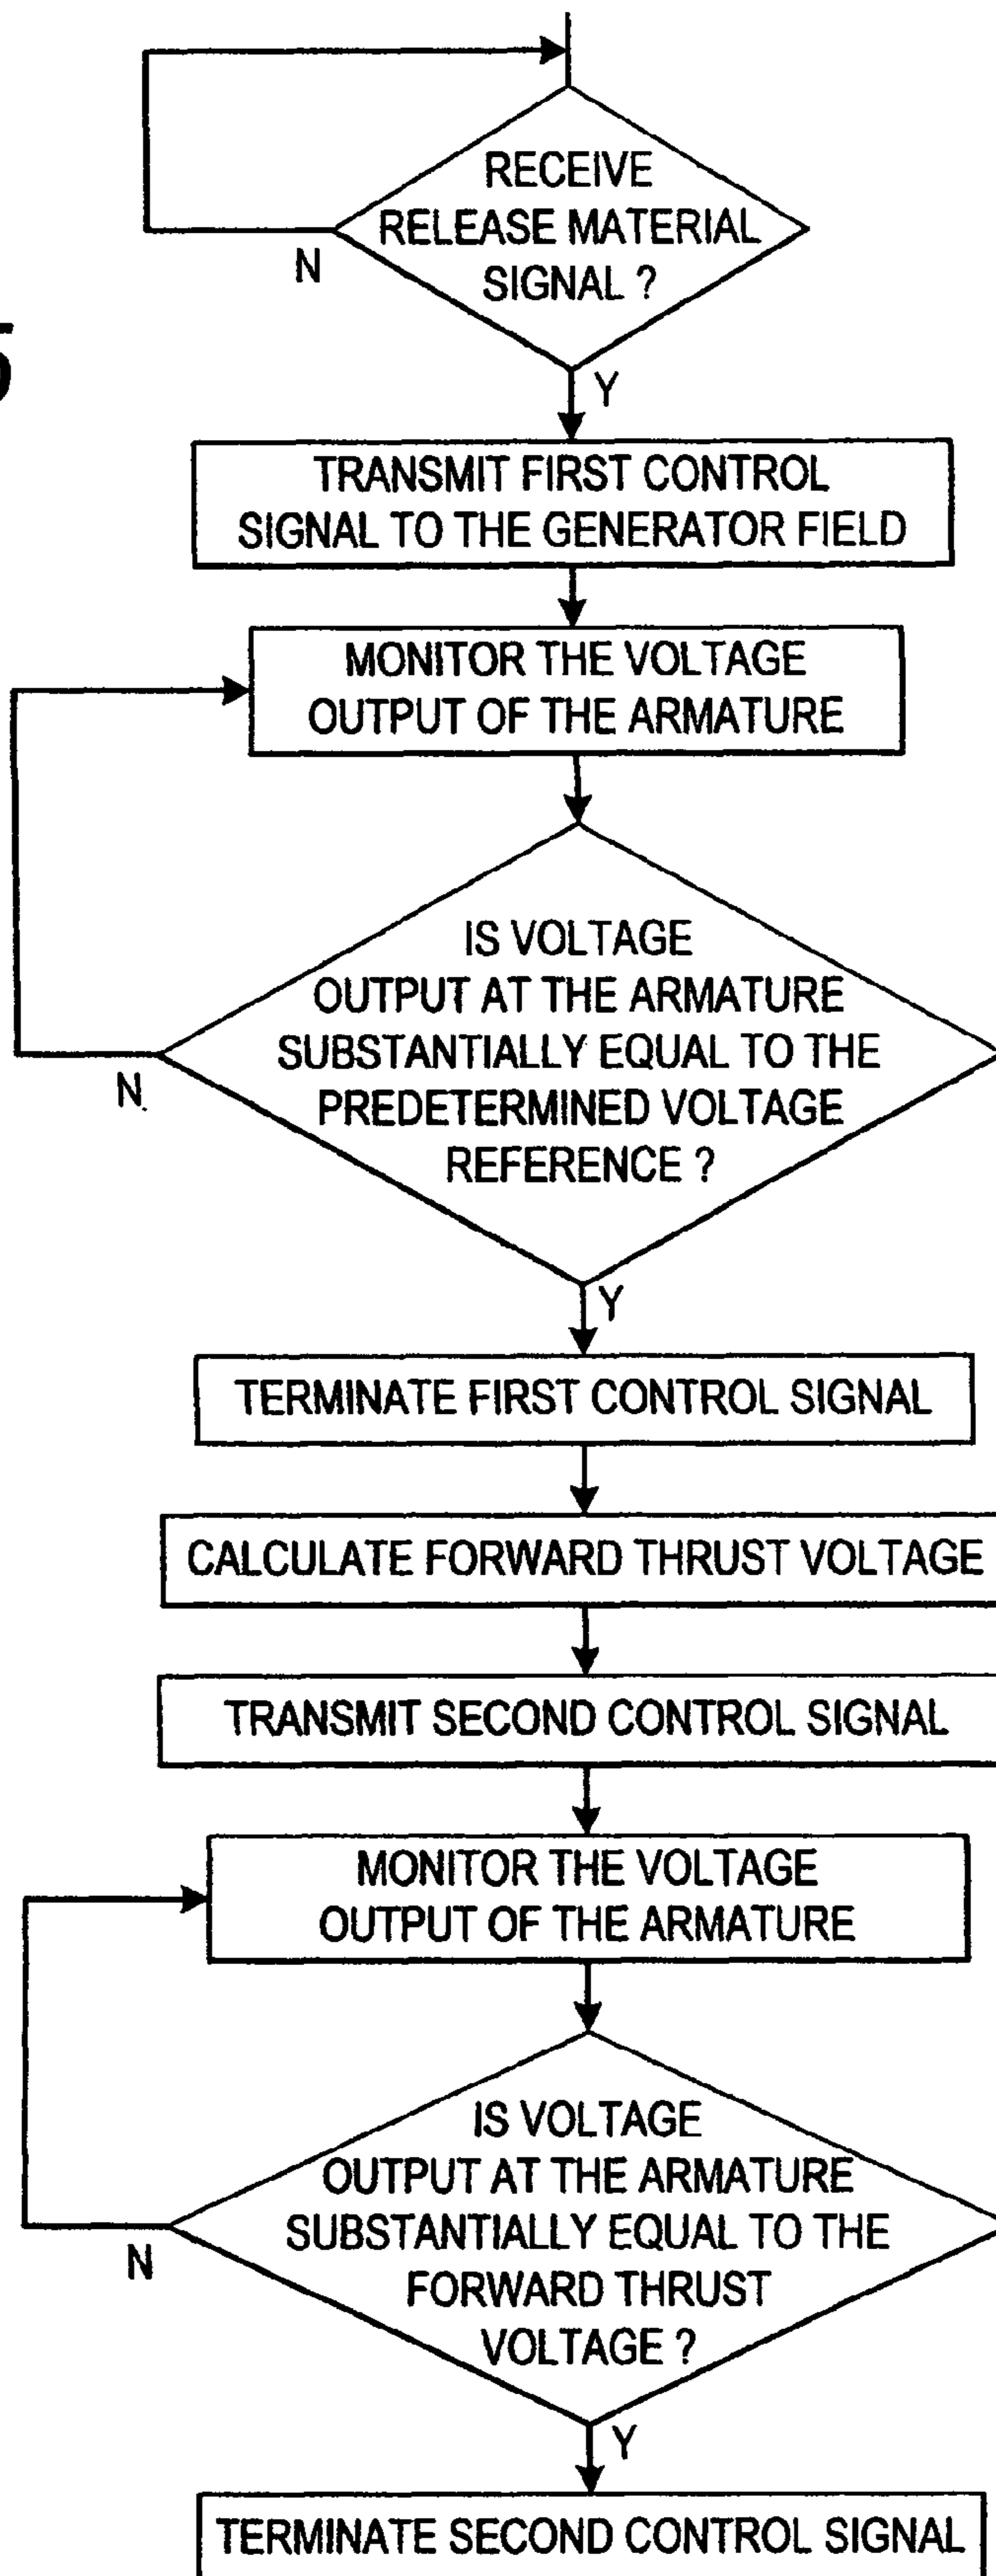 RECEIVE
RELEASE MATERIAL
SIGNAL ?
N
5
Y
TRANSMIT FIRST CONTROL
SIGNAL TO THE GENERATOR FIELD
MONITOR THE VOLTAGE
OUTPUT OF THE ARMATURE
IS VOLTAGE
OUTPUT AT THE ARMATURE
SUBSTANTIALLY EQUAL TO THE
PREDETERMINED VOLTAGE
REFERENCE ?
N
Y
TERMINATE FIRST CONTROL SIGNAL
CALCULATE FORWARD THRUST VOLTAGE
TRANSMIT SECOND CONTROL SIGNAL
MONITOR THE VOLTAGE
OUTPUT OF THE ARMATURE
IS VOLTAGE
OUTPUT AT THE ARMATURE
SUBSTANTIALLY EQUAL TO THE
FORWARD THRUST
VOLTAGE ?
N
Y
TERMINATE SECOND CONTROL SIGNAL